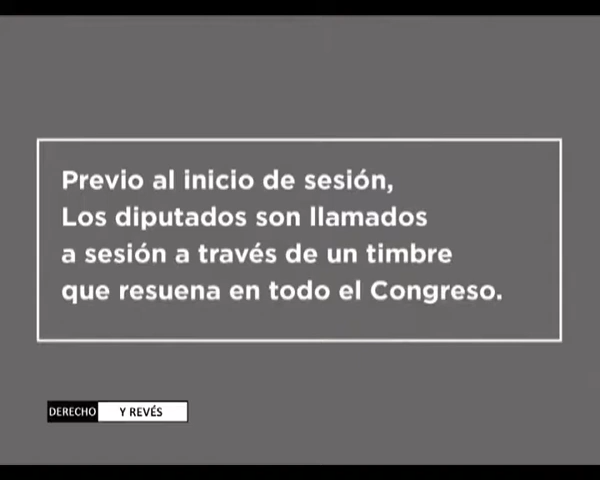 Previo al inicio de sesión,
Los diputados son llamados
a sesión a través de un timbre
que resuena en todo el Congreso.
DERECHO Y REVÉS